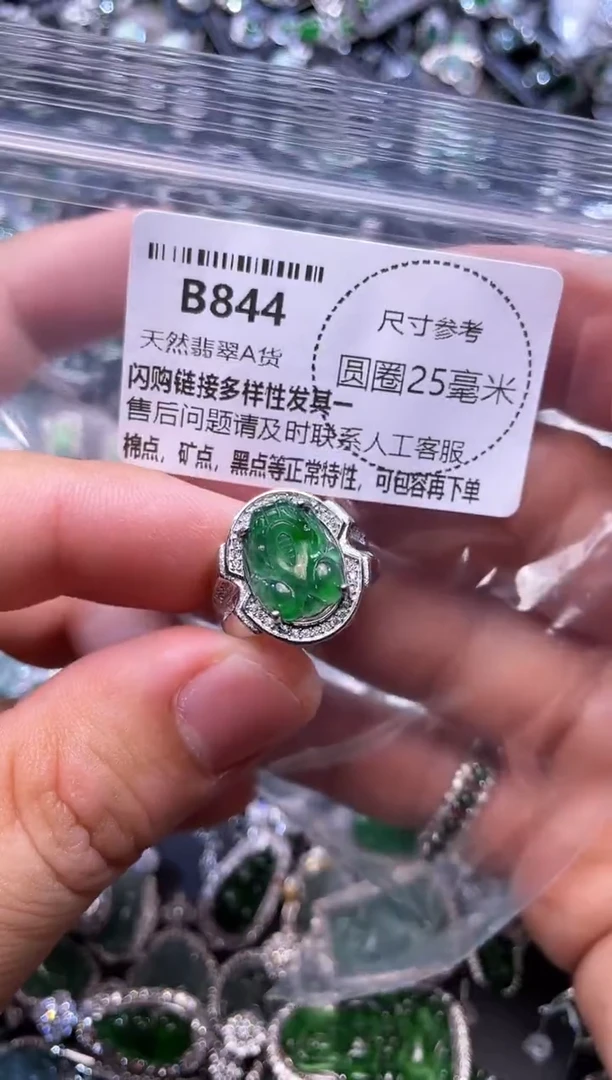 B844
天然翡翠A货
闪购链接多样性发其一
售后问题请及时联系人工客服
棉点，矿点，黑点等正常特性，可包容再下单
尺寸参考
圆圈25毫米